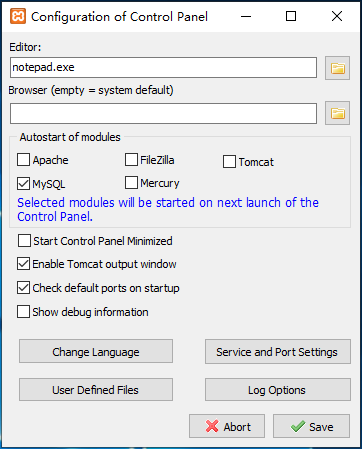 Configuration of Control Panel
Editor:
notepad.exe
Browser (empty = system default)
Autostart of modules
Apache FileZilla Tomcat
MySQL Mercury
Selected modules will be started on next launch of the
Control Panel.
Start Control Panel Minimized
Enable Tomcat output window
Check default ports on startup
Show debug information
Change Language Service and Port Settings
User Defined Files Log Options
Abort Save